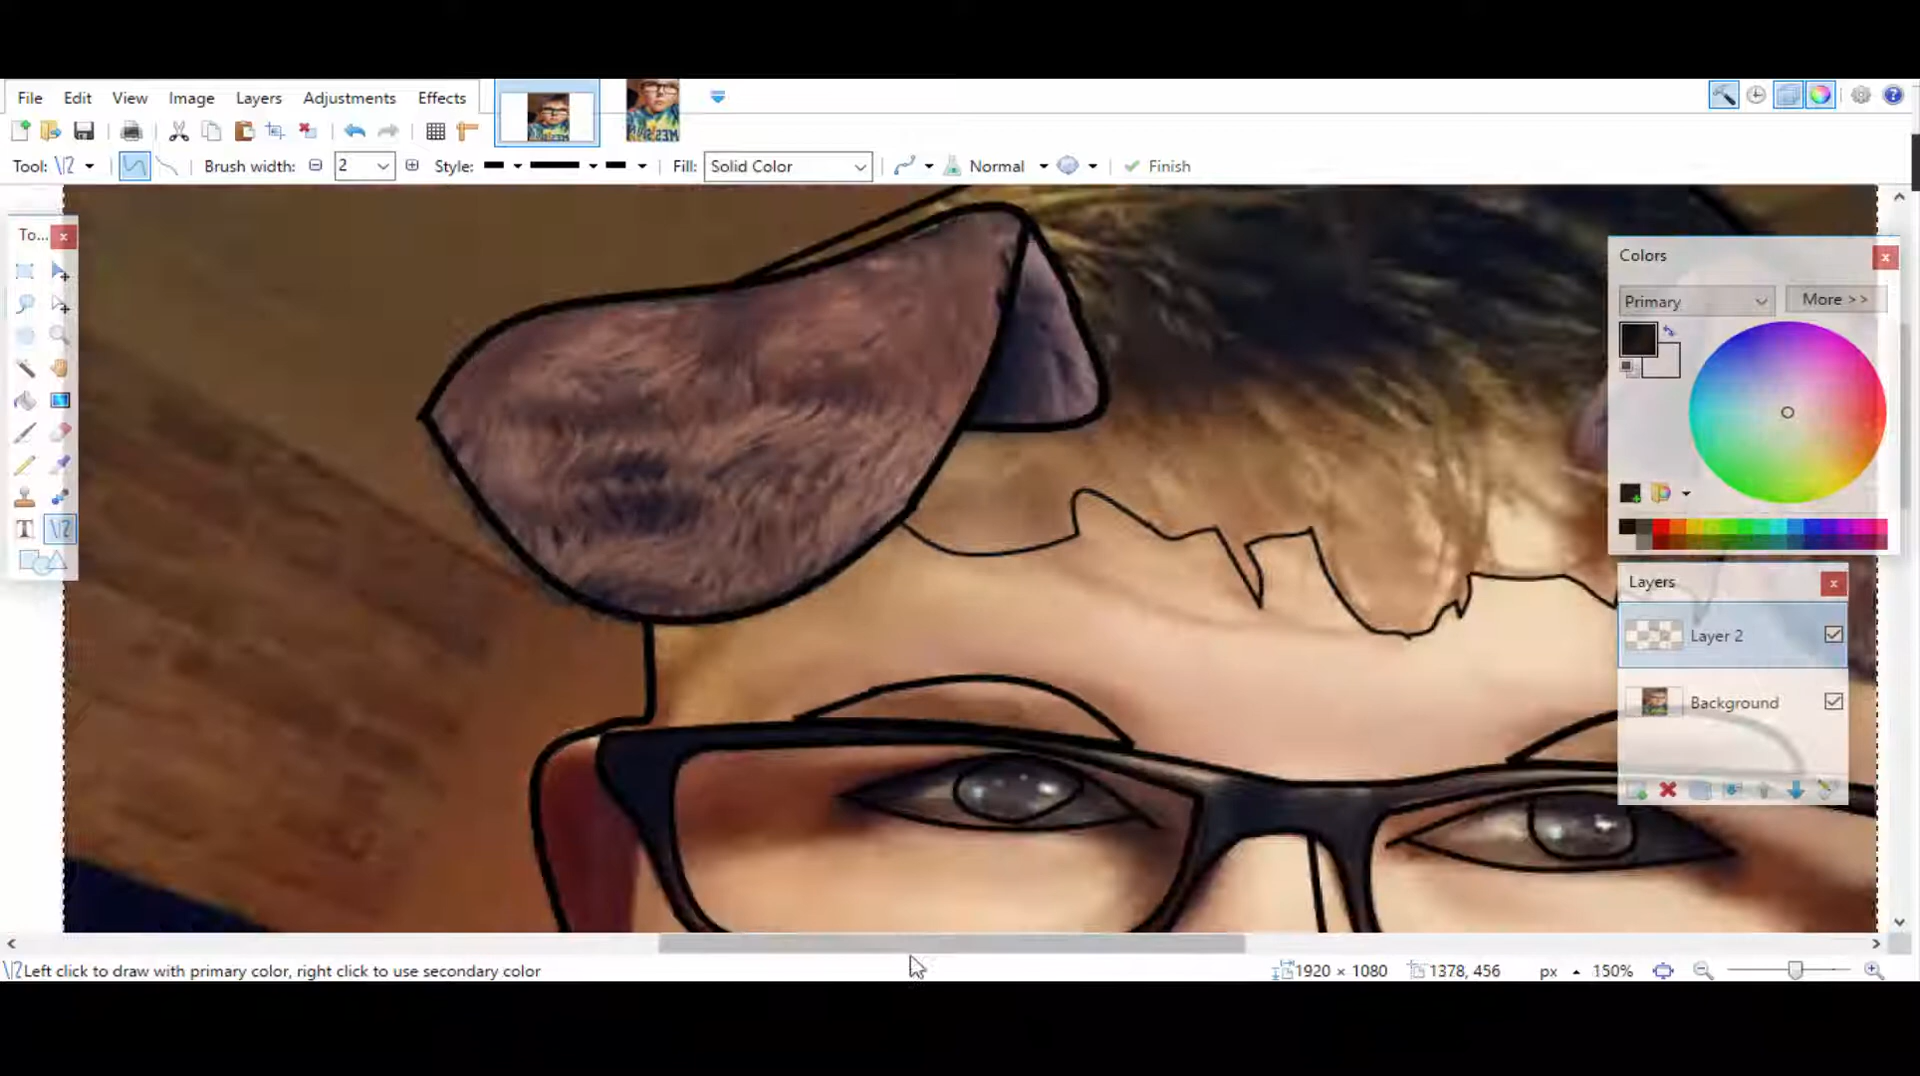 File Edit View Image Layers Adjustments Effects
Tool: Brush width: 2 Style: Fill: Solid Color Normal Finish
To...
Colors
Primary More >>
Layers
Layer 2
Background
Left click to draw with primary color, right click to use secondary color
1920 × 1080 1378, 456 px 150%